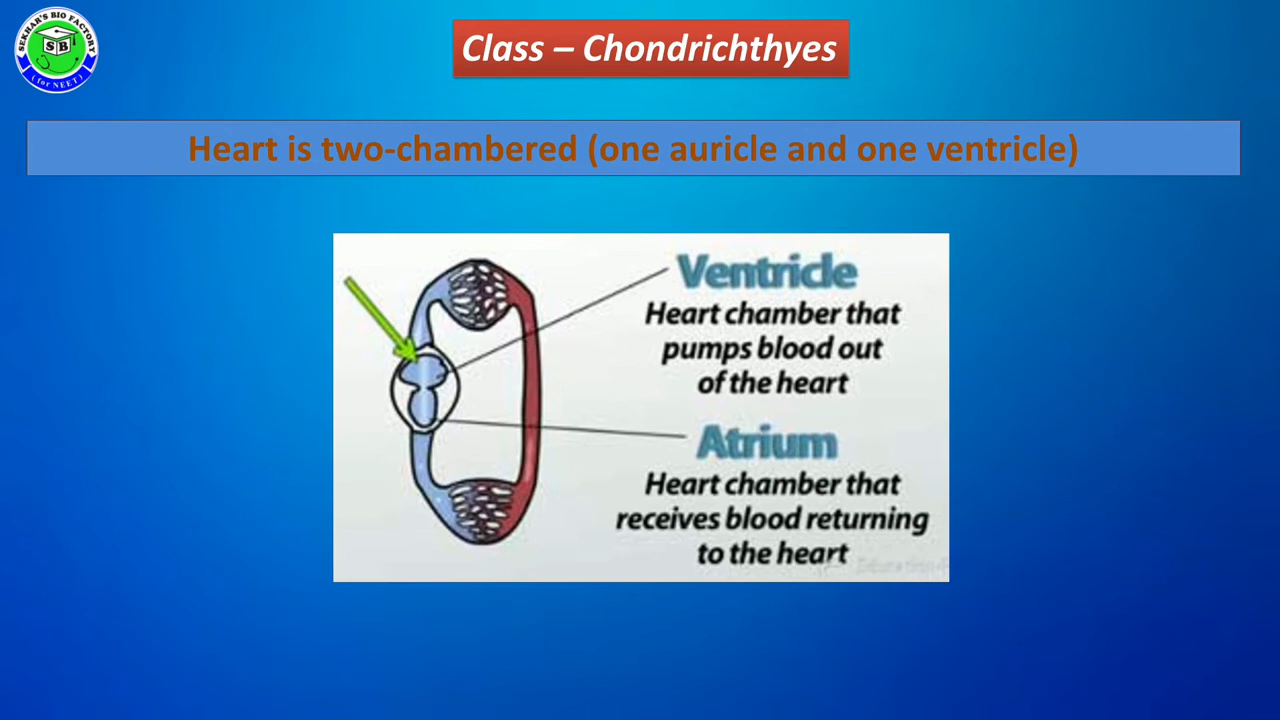 SEKHAR'S BIO FACTORY
SB
(for NEET)
Class – Chondrichthyes
Heart is two-chambered (one auricle and one ventricle)
Ventricle
Heart chamber that
pumps blood out
of the heart
Atrium
Heart chamber that
receives blood returning
to the heart